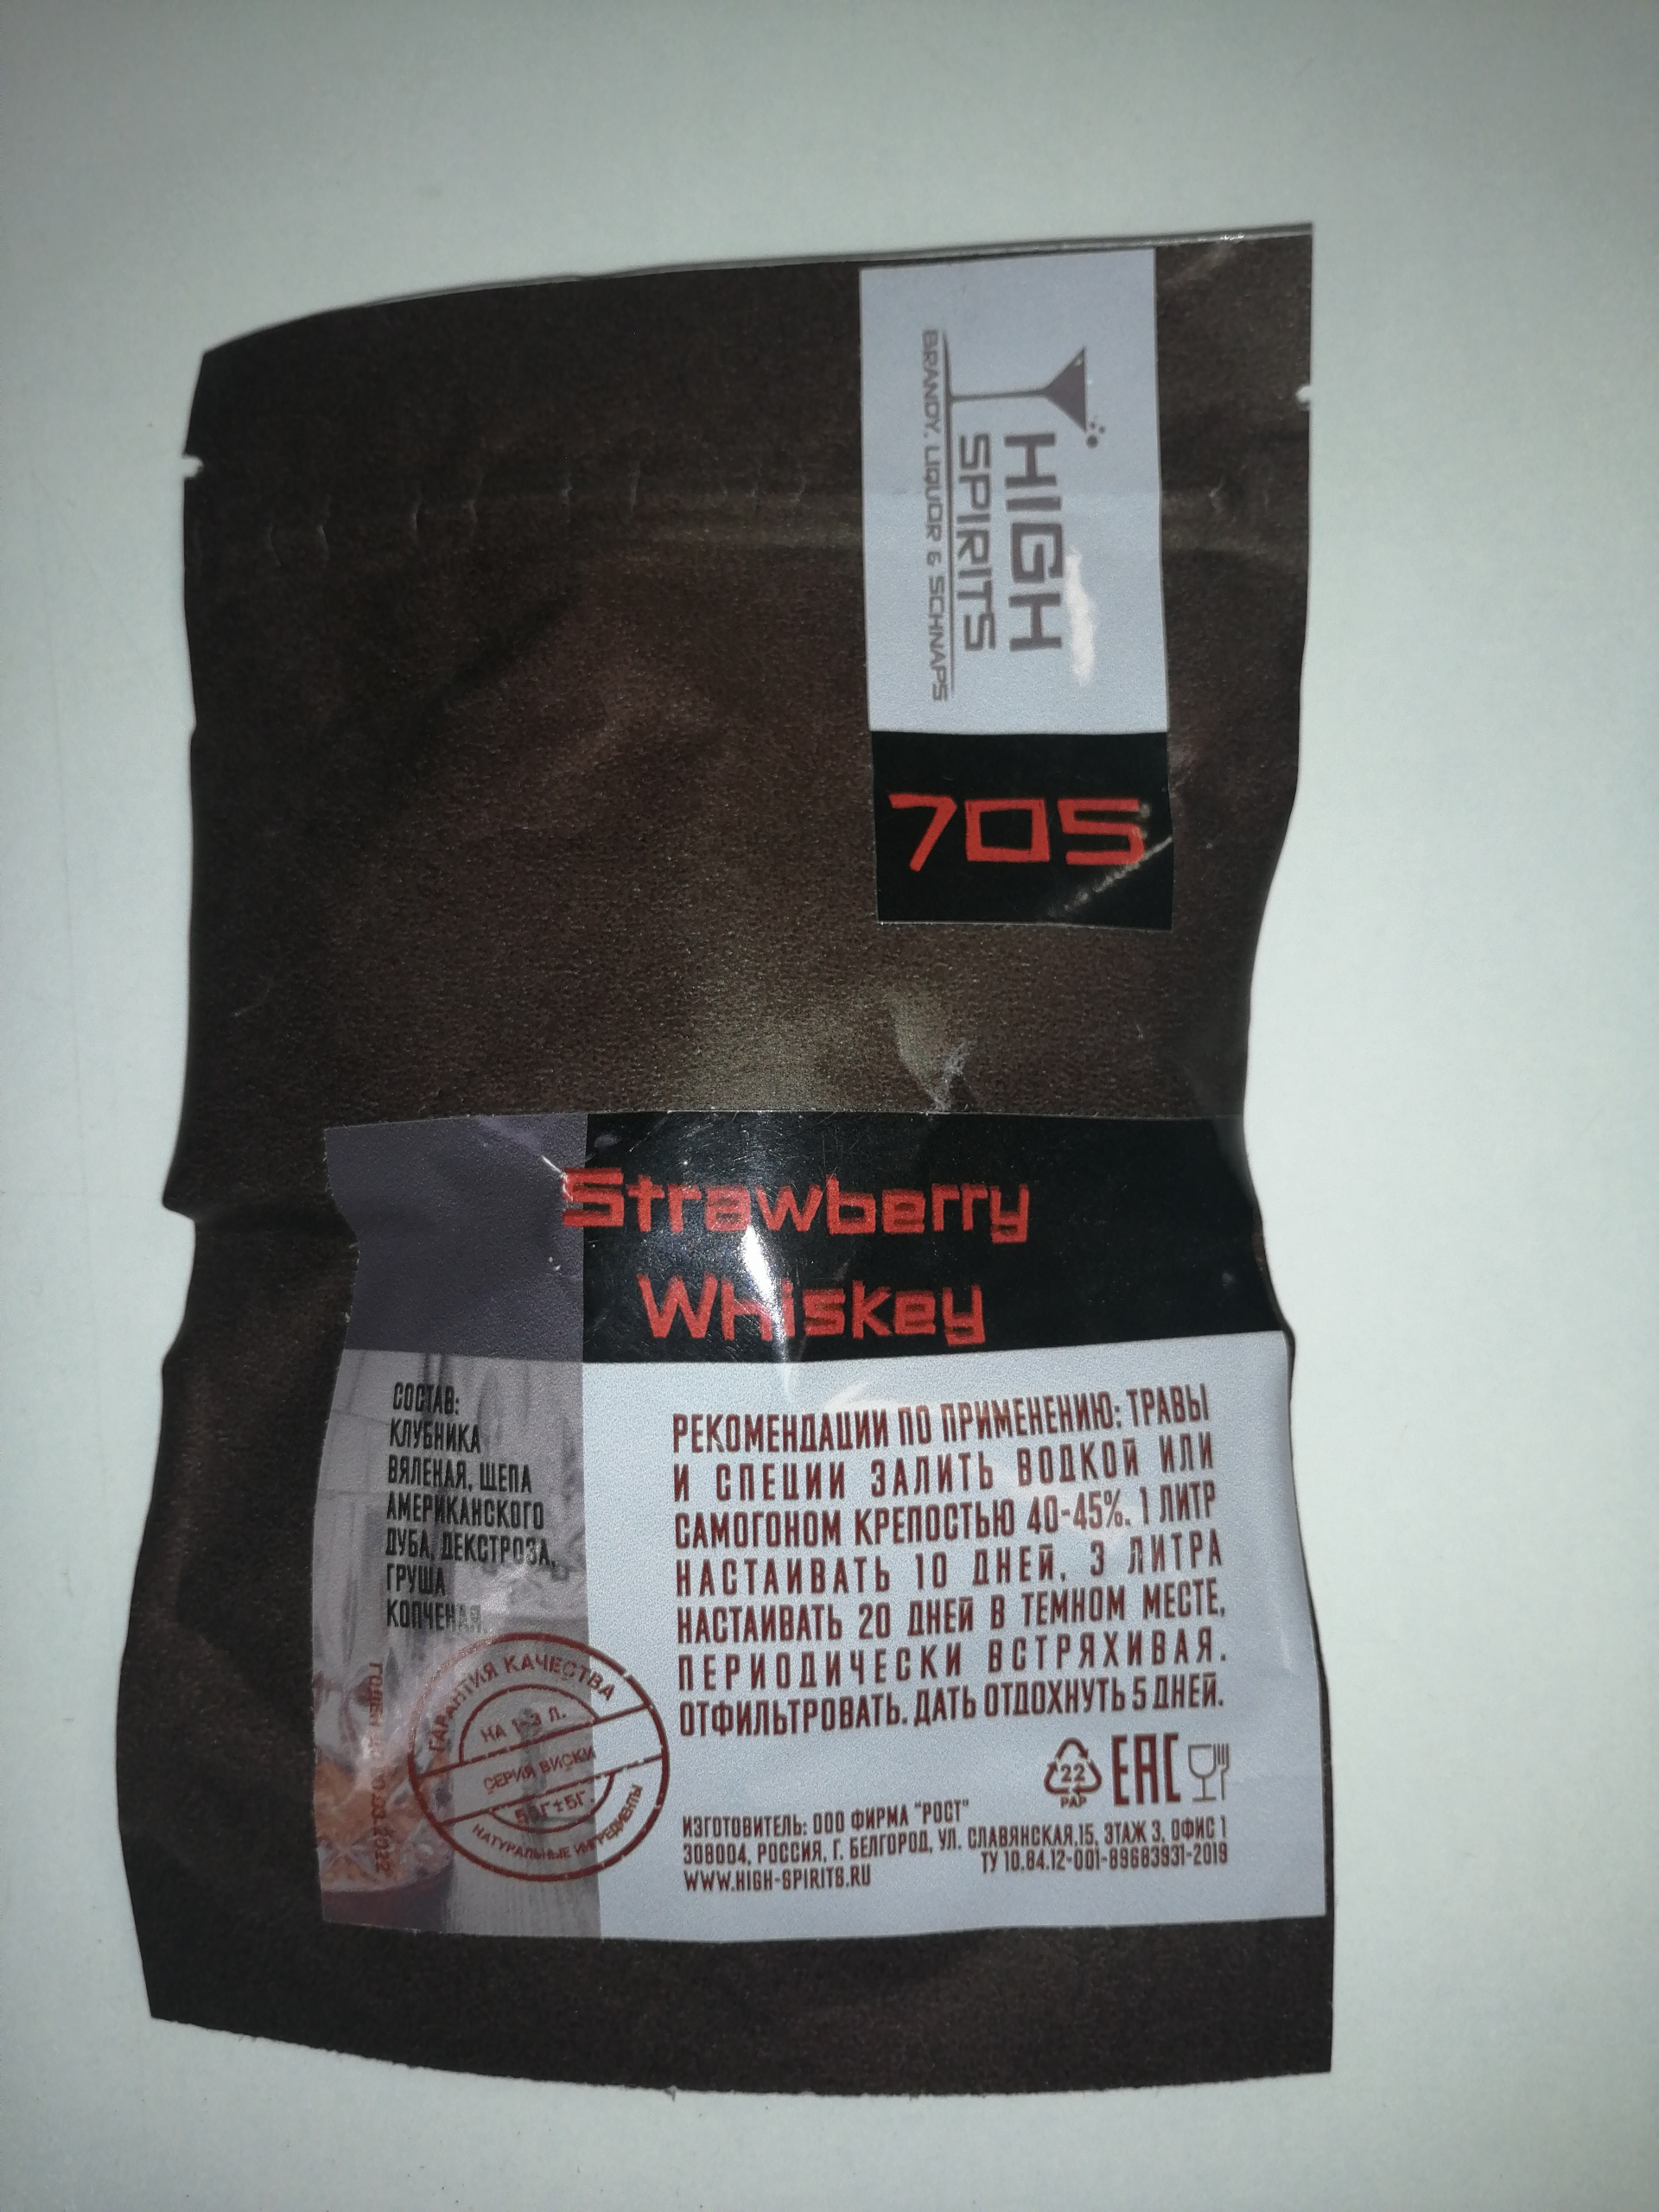 HIGH
SPIRITS
BRANDY, LIQUOR & SCHNAPS
705
Strawberry
Whiskey
СОСТАВ:
КЛУБНИКА
ВЯЛЕНАЯ, ЩЕПА
АМЕРИКАНСКОГО
ДУБА, ДЕКСТРОЗА,
ГРУША
КОПЧЕНАЯ.
РЕКОМЕНДАЦИИ ПО ПРИМЕНЕНИЮ: ТРАВЫ
И СПЕЦИИ ЗАЛИТЬ ВОДКОЙ ИЛИ
САМОГОНОМ КРЕПОСТЬЮ 40-45%. 1 ЛИТР
НАСТАИВАТЬ 10 ДНЕЙ, 3 ЛИТРА
НАСТАИВАТЬ 20 ДНЕЙ В ТЕМНОМ МЕСТЕ,
ПЕРИОДИЧЕСКИ ВСТРЯХИВАЯ.
ОТФИЛЬТРОВАТЬ. ДАТЬ ОТДОХНУТЬ 5 ДНЕЙ.
ГАРАНТИЯ КАЧЕСТВА
НА 1-3 Л.
СЕРИЯ ВИСКИ
НАТУРАЛЬНЫЕ ИНГРЕДИЕНТЫ
22
PAP
EAC
ИЗГОТОВИТЕЛЬ: ООО ФИРМА "РОСТ"
308004, РОССИЯ, Г. БЕЛГОРОД, УЛ. СЛАВЯНСКАЯ,15, ЭТАЖ 3, ОФИС 1
WWW.HIGH-SPIRITS.RU
ТУ 10.84.12-001-89683931-2019